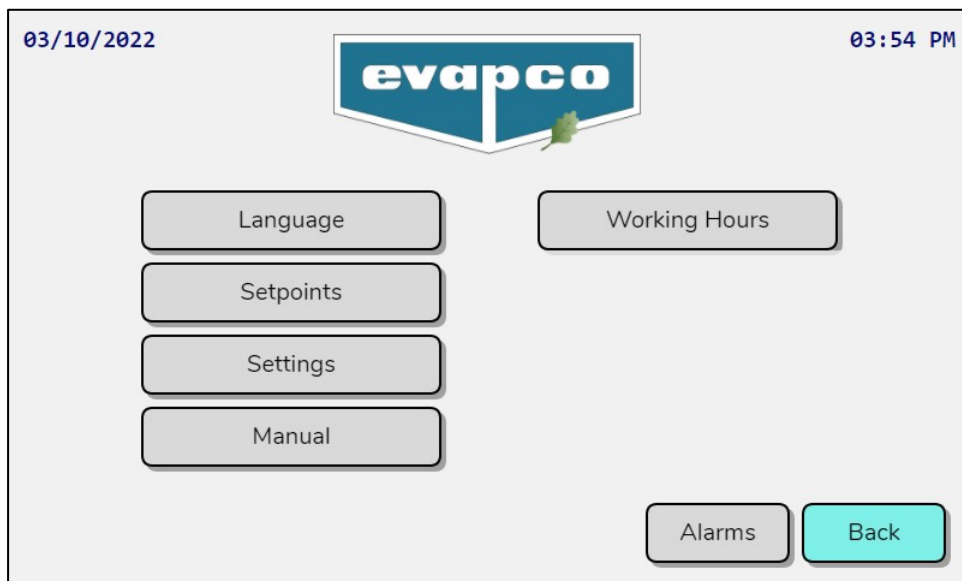 03/10/2022
03:54 PM
evapco
Language
Working Hours
Setpoints
Settings
Manual
Alarms
Back